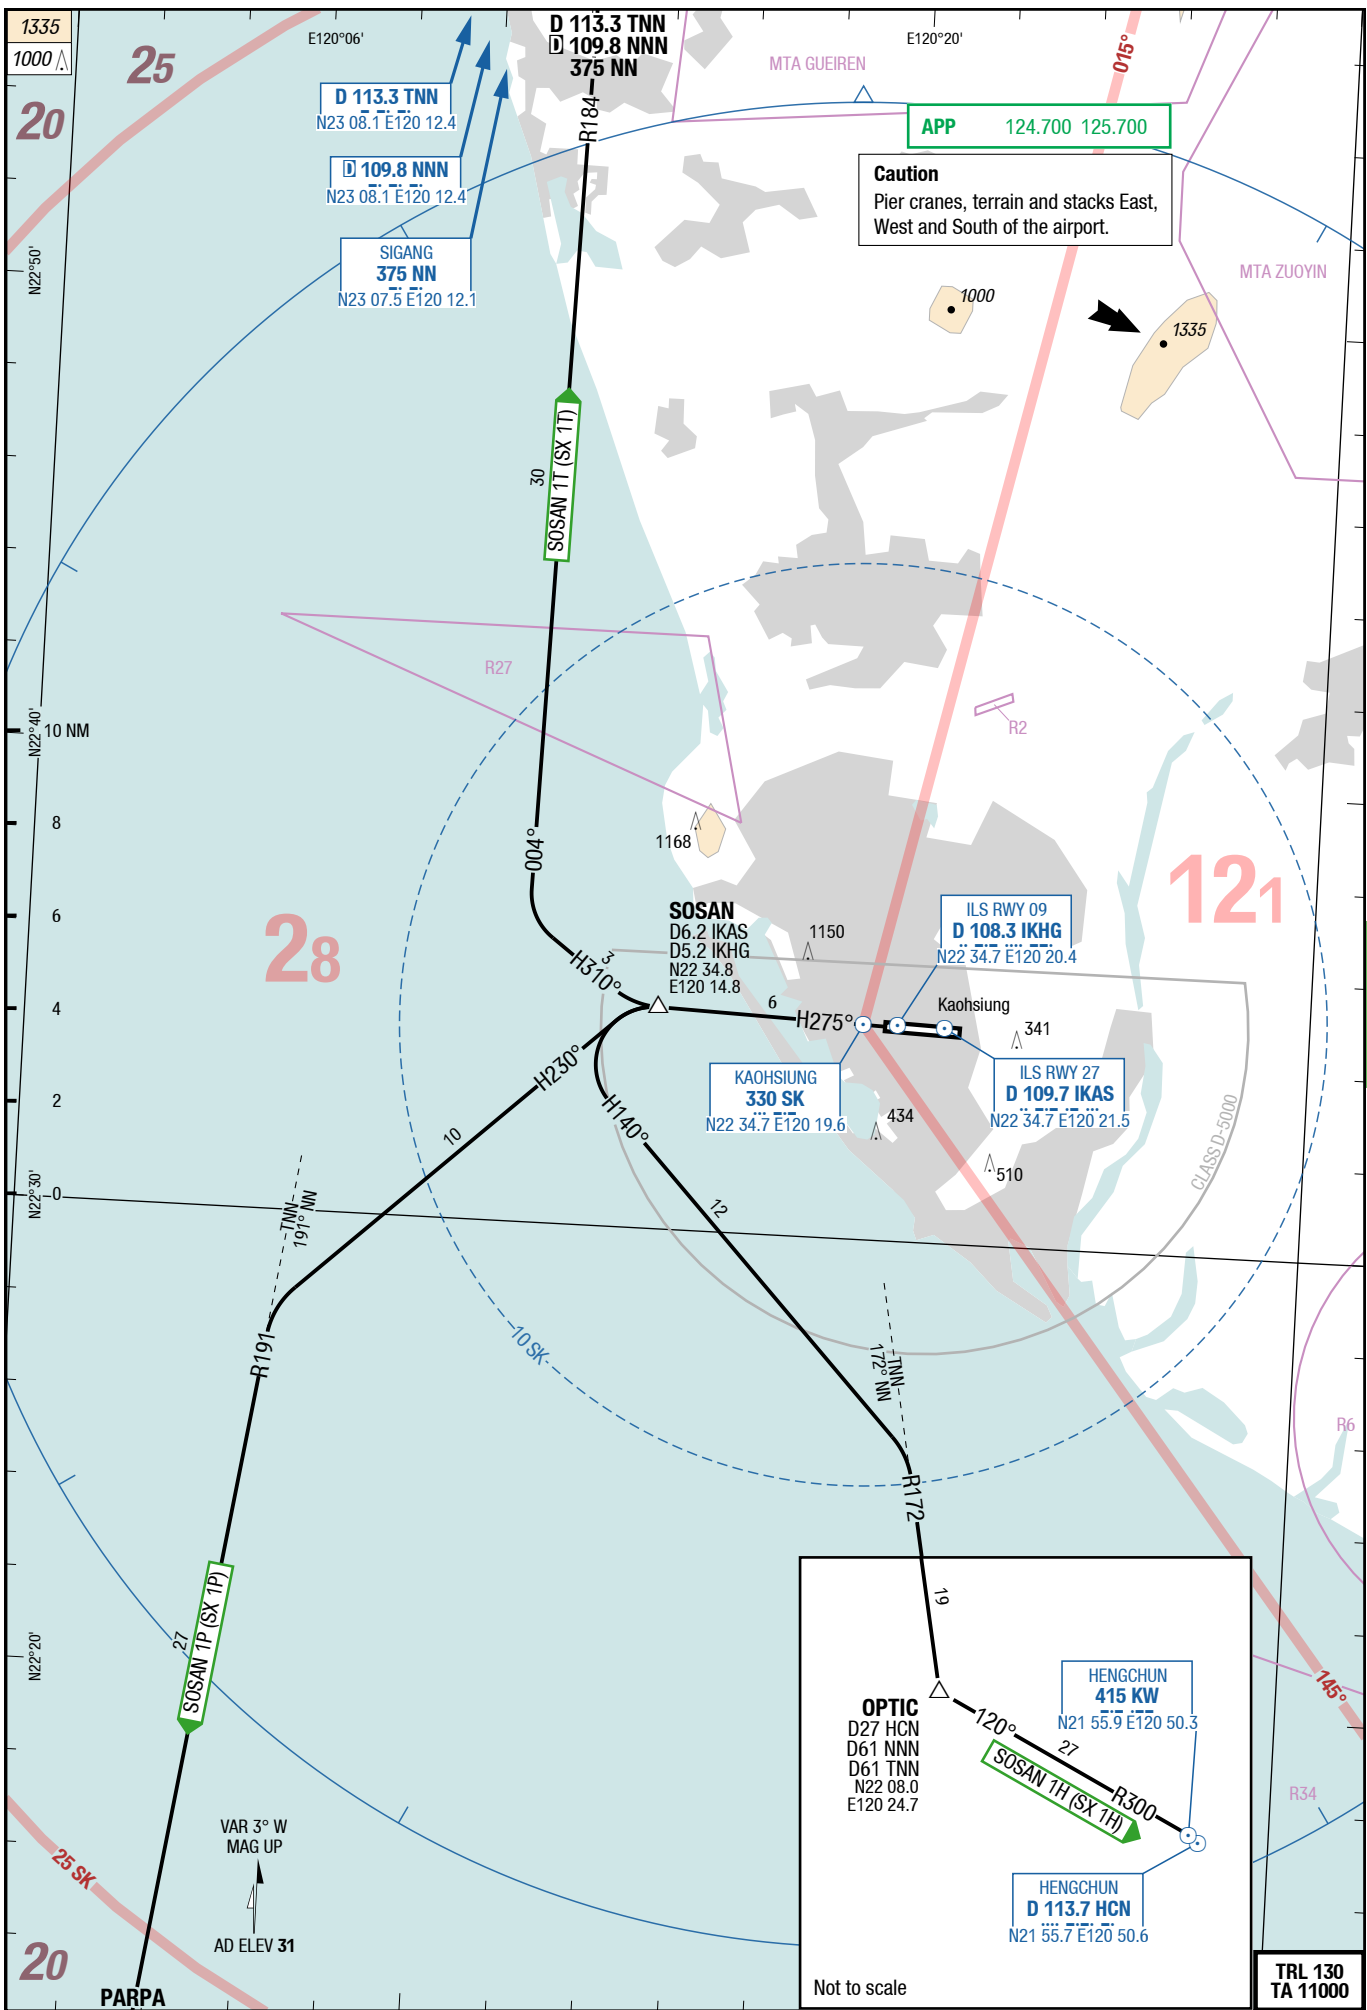 1335
1000
25
20
E120°06'
D 113.3 TNN
D 109.8 NNN
375 NN
E120°20'
015°
MTA GUEIREN
D 113.3 TNN
N23 08.1 E120 12.4
R184
APP 124.700 125.700
D 109.8 NNN
N23 08.1 E120 12.4
Caution
Pier cranes, terrain and stacks East,
West and South of the airport.
SIGANG
375 NN
N23 07.5 E120 12.1
N22°50'
MTA ZUOYIN
1000
1335
SOSAN 1T (SX 1T)
30
R27
R2
N22°40'
10 NM
8
6
4
2
0
004°
1168
121
28
SOSAN
D6.2 IKAS
D5.2 IKHG
N22 34.8
E120 14.8
1150
ILS RWY 09
D 108.3 IKHG
N22 34.7 E120 20.4
H310°
3
6
H275°
Kaohsiung
341
KAOHSIUNG
330 SK
N22 34.7 E120 19.6
ILS RWY 27
D 109.7 IKAS
N22 34.7 E120 21.5
H230°
H140°
434
510
CLASS D-5000
10
12
N22°30'
TNN
191° NN
R191
10 SK
TNN
172° NN
R172
R6
SOSAN 1P (SX 1P)
27
N22°20'
19
145°
OPTIC
D27 HCN
D61 NNN
D61 TNN
N22 08.0
E120 24.7
HENGCHUN
415 KW
N21 55.9 E120 50.3
120°
27
R300
SOSAN 1H (SX 1H)
R34
VAR 3° W
MAG UP
AD ELEV 31
25 SK
HENGCHUN
D 113.7 HCN
N21 55.7 E120 50.6
20
PARPA
Not to scale
TRL 130
TA 11000